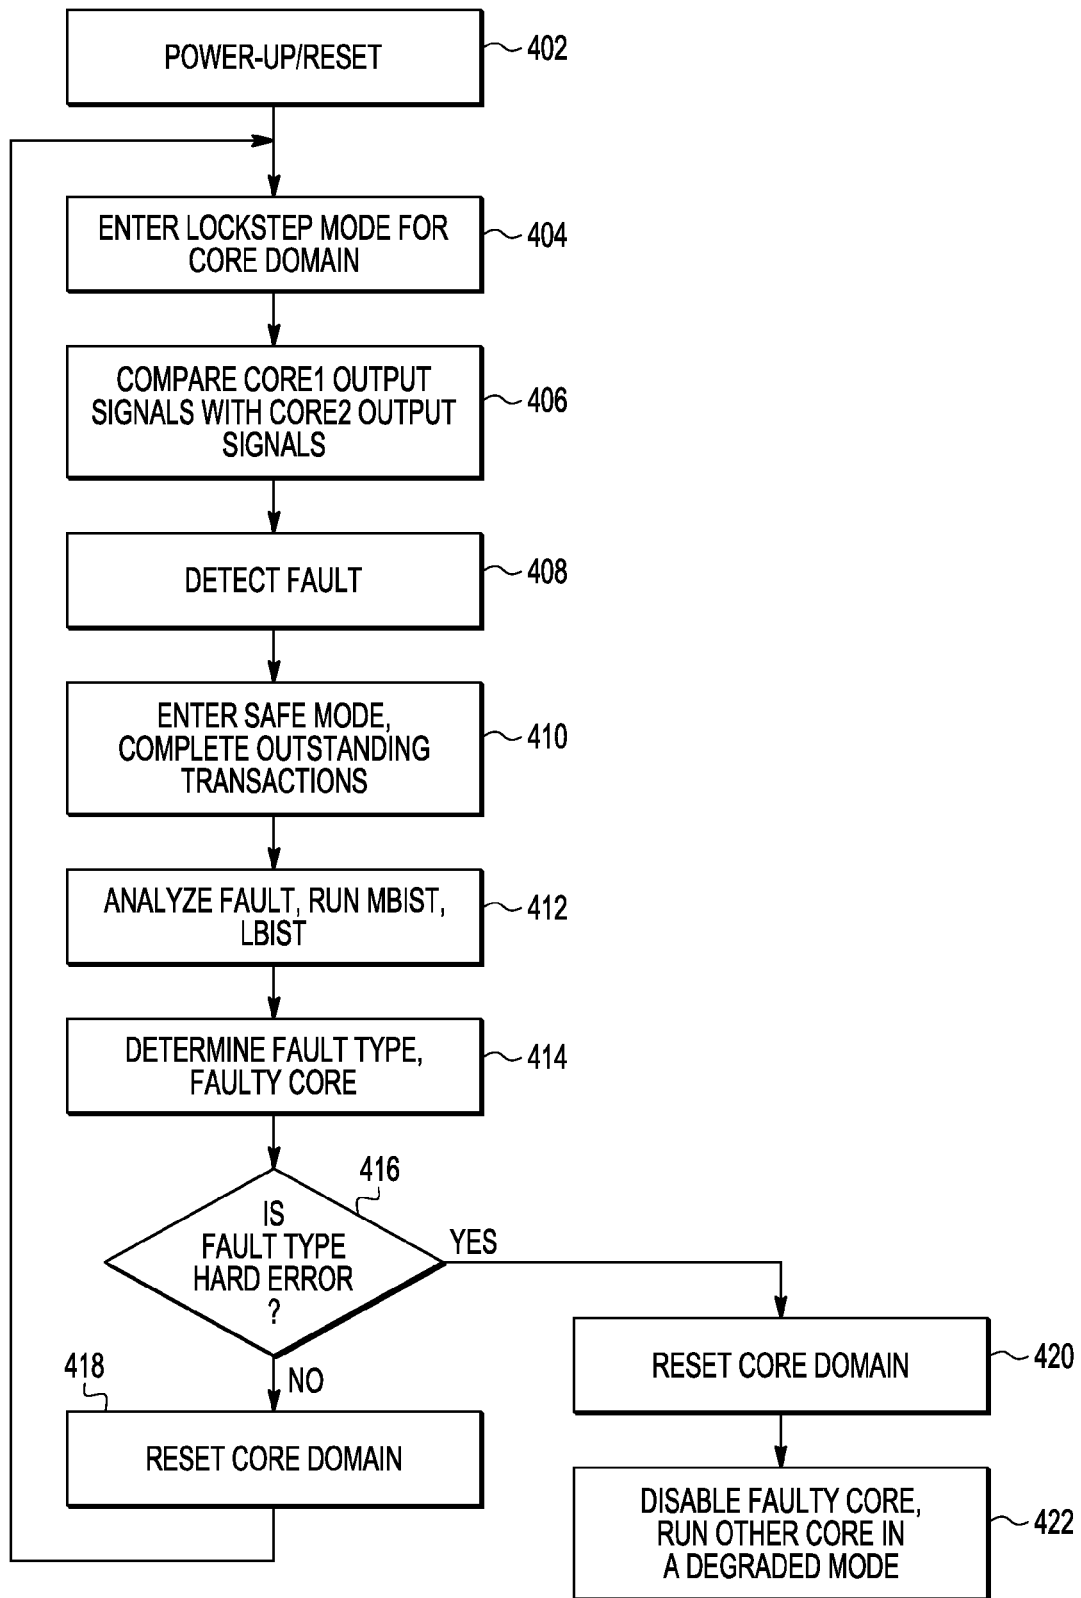 POWER-UP/RESET
402
ENTER LOCKSTEP MODE FOR
CORE DOMAIN
404
COMPARE CORE1 OUTPUT
SIGNALS WITH CORE2 OUTPUT
SIGNALS
406
DETECT FAULT
408
ENTER SAFE MODE,
COMPLETE OUTSTANDING
TRANSACTIONS
410
ANALYZE FAULT, RUN MBIST,
LBIST
412
DETERMINE FAULT TYPE,
FAULTY CORE
414
416
IS
FAULT TYPE
HARD ERROR
?
YES
NO
418
RESET CORE DOMAIN
RESET CORE DOMAIN
420
DISABLE FAULTY CORE,
RUN OTHER CORE IN
A DEGRADED MODE
422